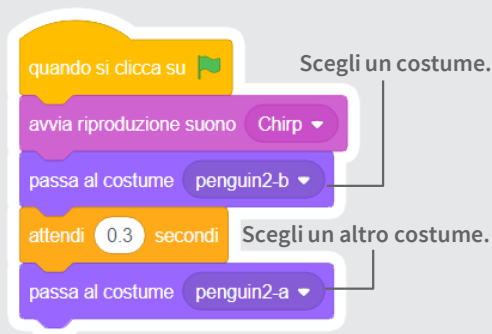 quando si clicca su
Scegli un costume.
avvia riproduzione suono Chirp
passa al costume penguin2-b
attendi 0.3 secondi
Scegli un altro costume.
passa al costume penguin2-a